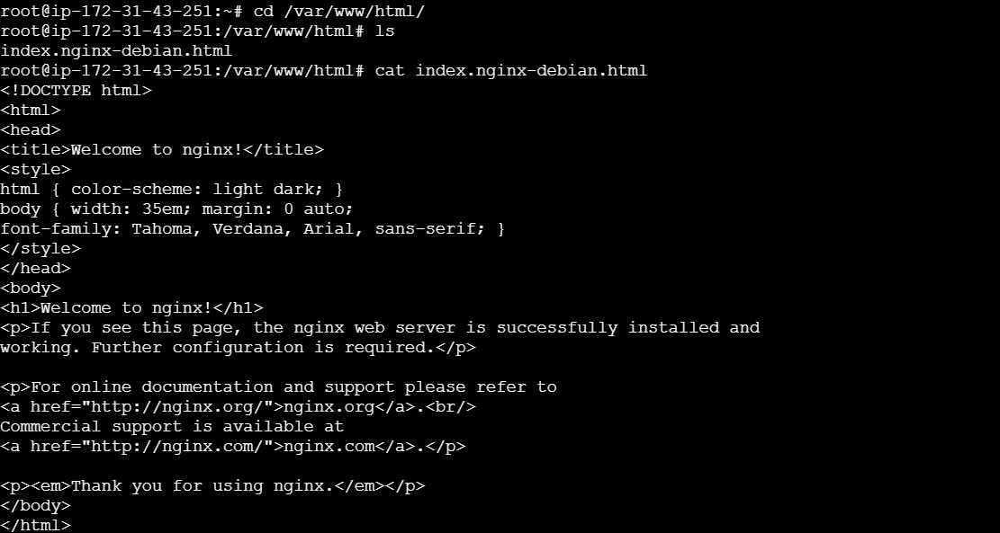 root@ip-172-31-43-251:~# cd /var/www/html/
root@ip-172-31-43-251:/var/www/html# ls
index.nginx-debian.html
root@ip-172-31-43-251:/var/www/html# cat index.nginx-debian.html
<!DOCTYPE html>
<html>
<head>
<title>Welcome to nginx!</title>
<style>
html { color-scheme: light dark; }
body { width: 35em; margin: 0 auto;
font-family: Tahoma, Verdana, Arial, sans-serif; }
</style>
</head>
<body>
<h1>Welcome to nginx!</h1>
<p>If you see this page, the nginx web server is successfully installed and
working. Further configuration is required.</p>

<p>For online documentation and support please refer to
<a href="http://nginx.org/">nginx.org</a>.<br/>
Commercial support is available at
<a href="http://nginx.com/">nginx.com</a>.</p>

<p><em>Thank you for using nginx.</em></p>
</body>
</html>